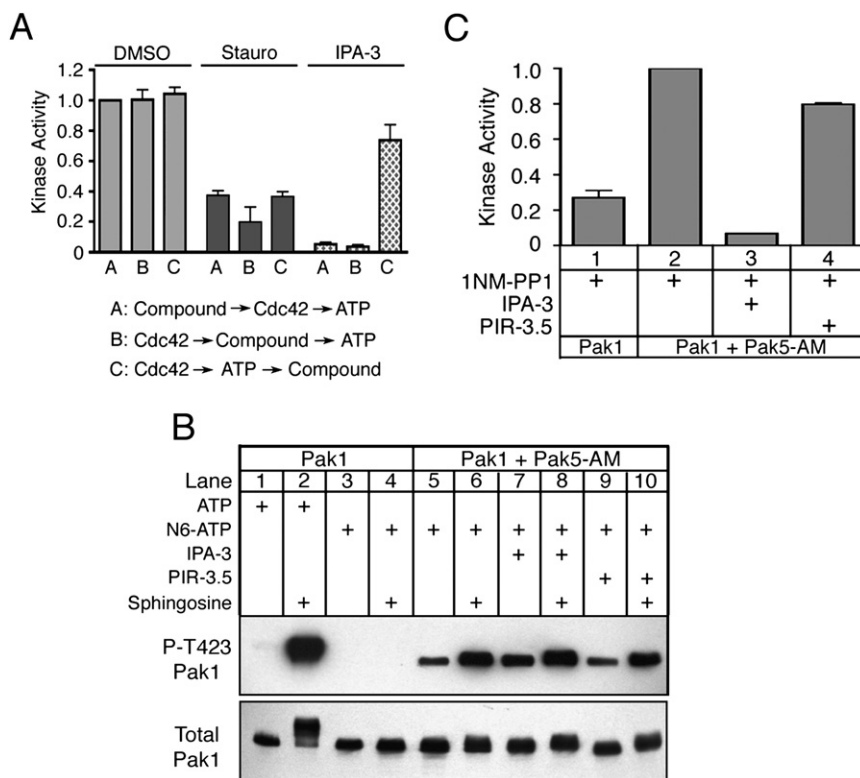 A
DMSO Stauro IPA-3
Kinase Activity
1.2
1.0
0.8
0.6
0.4
0.2
0
A B C A B C A B C
A: Compound → Cdc42 → ATP
B: Cdc42 → Compound → ATP
C: Cdc42 → ATP → Compound
C
Kinase Activity
1.0
0.8
0.6
0.4
0.2
0
1 2 3 4
1NM-PP1 + + + +
IPA-3 +
PIR-3.5 +
Pak1 Pak1 + Pak5-AM
B
Pak1 Pak1 + Pak5-AM
Lane 1 2 3 4 5 6 7 8 9 10
ATP + +
N6-ATP + + + + + + + +
IPA-3 + +
PIR-3.5 + +
Sphingosine + + + + +
P-T423
Pak1
Total
Pak1